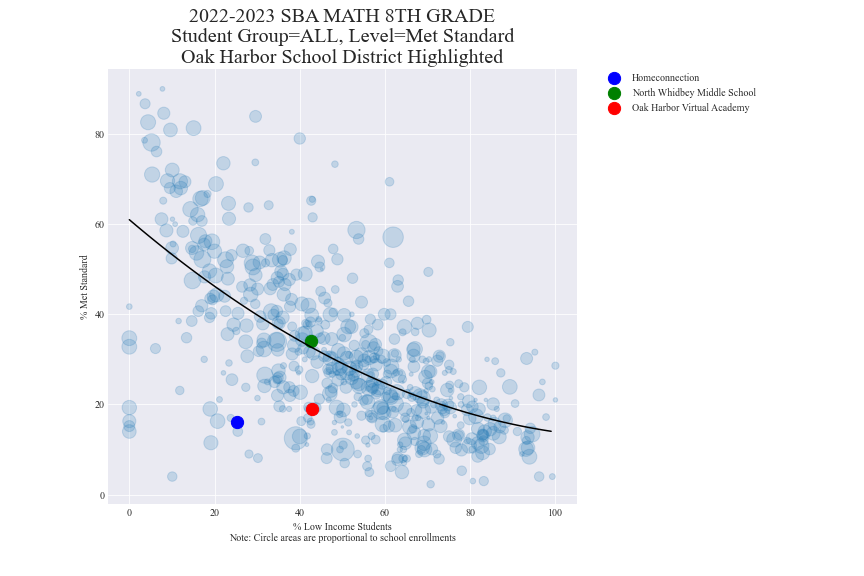 2022-2023 SBA MATH 8TH GRADE
Student Group=ALL, Level=Met Standard
Oak Harbor School District Highlighted
Homeconnection
North Whidbey Middle School
Oak Harbor Virtual Academy
% Met Standard
80
60
40
20
0
0 20 40 60 80 100
% Low Income Students
Note: Circle areas are proportional to school enrollments